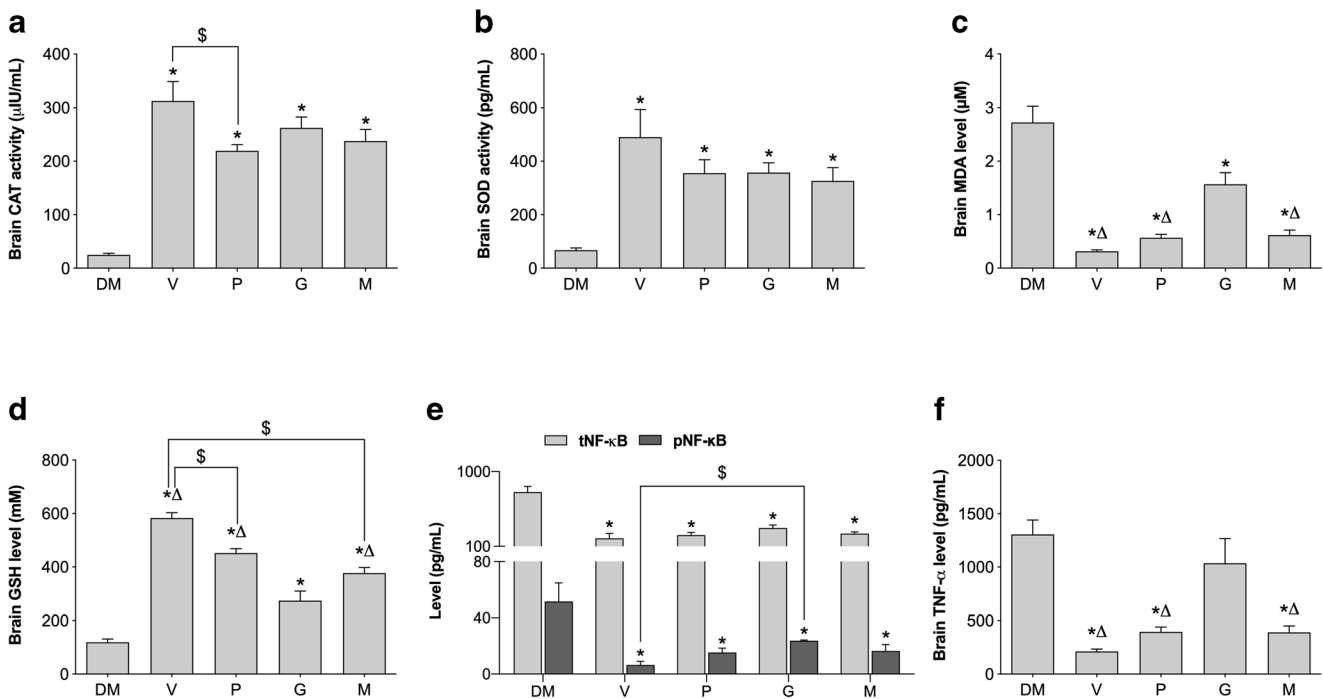 a
Brain CAT activity (μIU/mL)
400
300
200
100
0
$
*
*
*
*
DM V P G M
b
Brain SOD activity (pg/mL)
800
600
400
200
0
*
*
*
*
DM V P G M
c
Brain MDA level (μM)
4
3
2
1
0
*Δ
*Δ
*
*Δ
DM V P G M
d
Brain GSH level (mM)
800
600
400
200
0
$
$
*Δ
*Δ
*
*Δ
DM V P G M
e
tNF-κB pNF-κB
Level (pg/mL)
1000
100
80
40
0
$
* * * *
* * * *
DM V P G M
f
Brain TNF-α level (pg/mL)
2000
1500
1000
500
0
*Δ
*Δ
*Δ
DM V P G M